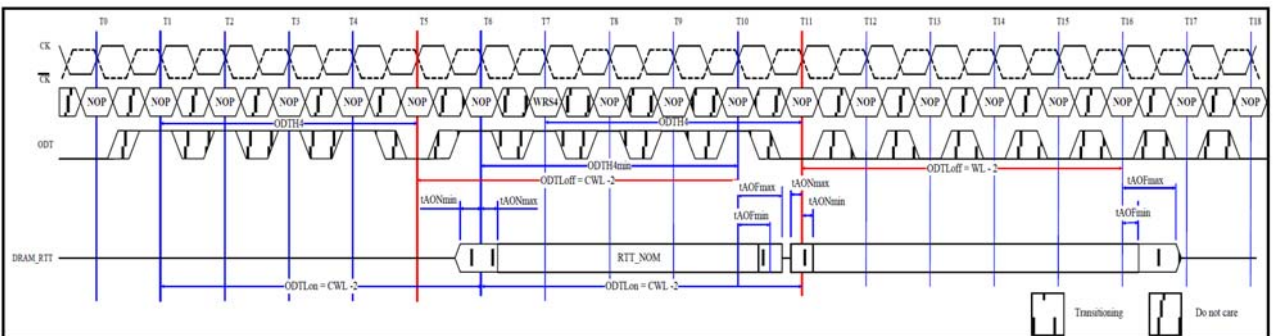 T0 T1 T2 T3 T4 T5 T6 T7 T8 T9 T10 T11 T12 T13 T14 T15 T16 T17 T18
CK
CK
NOP NOP NOP NOP NOP NOP NOP WRS4 NOP NOP NOP NOP NOP NOP NOP NOP NOP NOP NOP
ODTH4 ODTH4
ODT
ODTH4min
ODTLoff = CWL -2 ODTLoff = WL - 2
tAONmin tAONmax tAOFmax tAONmax tAOFmax
tAOFmin tAONmin tAOFmin
DRAM_RTT RTT_NOM
ODTLon = CWL -2 ODTLon = CWL -2
Transitioning Do not care